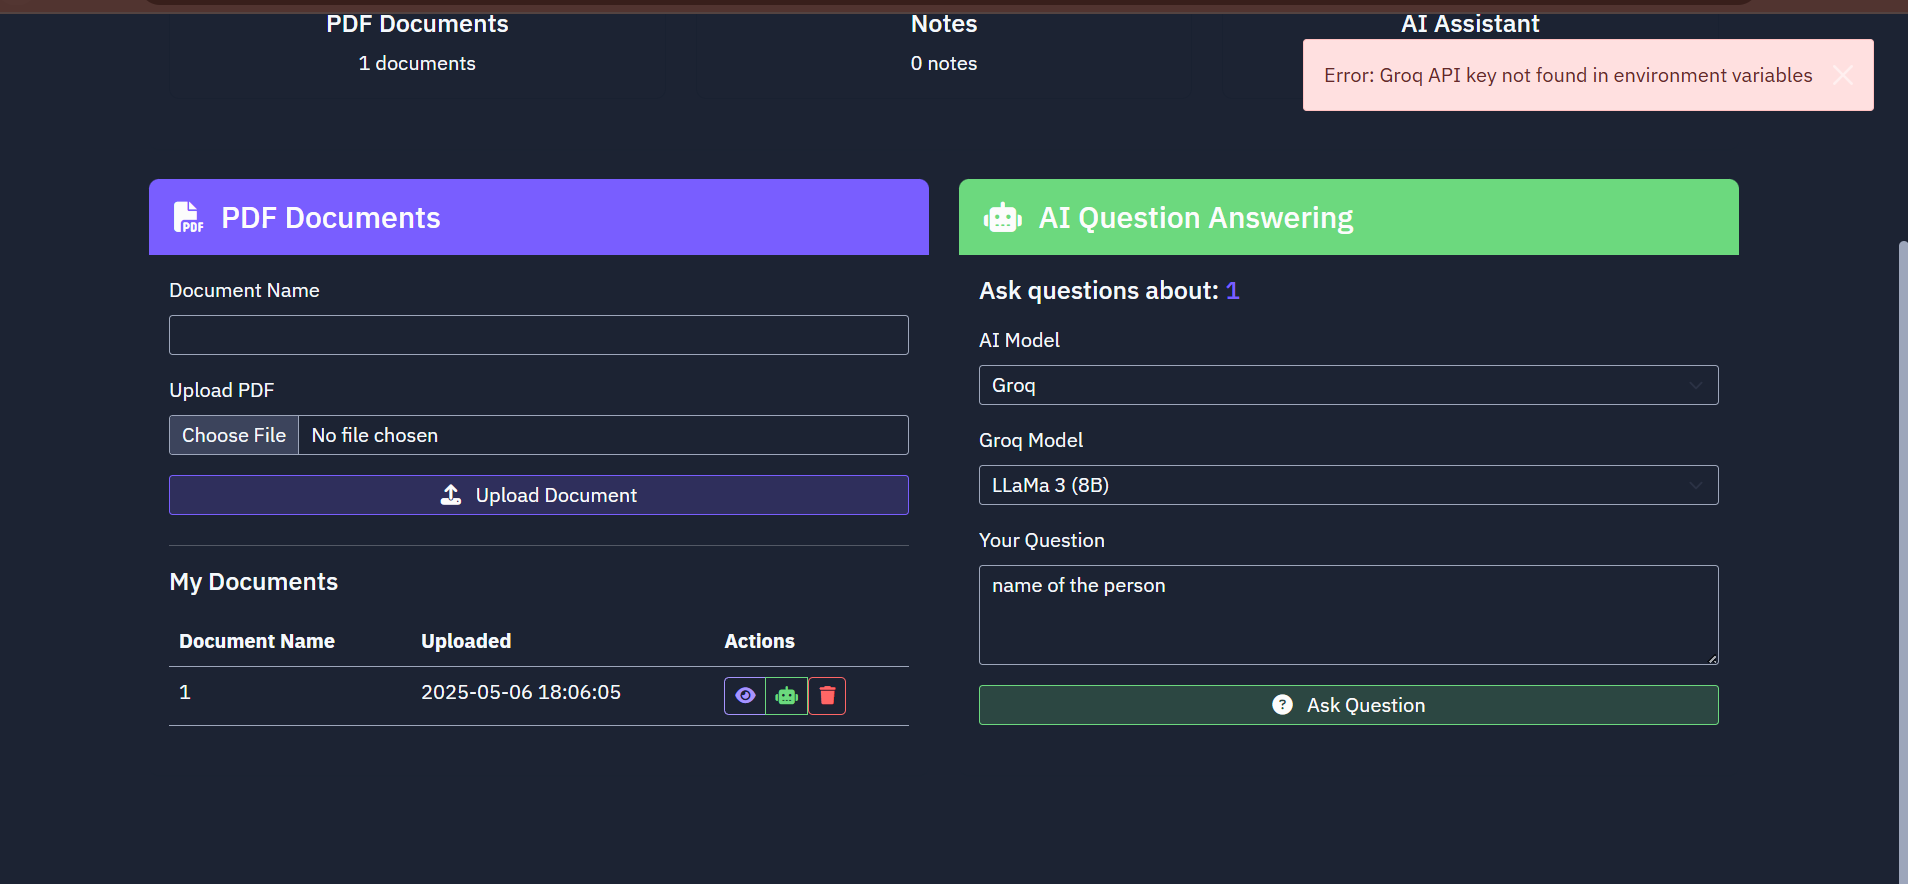 PDF Documents
1 documents
Notes
0 notes
AI Assistant
Error: Groq API key not found in environment variables
PDF
PDF Documents
Document Name
Upload PDF
Choose File No file chosen
Upload Document
My Documents
Document Name Uploaded Actions
1 2025-05-06 18:06:05
AI Question Answering
Ask questions about: 1
AI Model
Groq
Groq Model
LLaMa 3 (8B)
Your Question
name of the person
? Ask Question